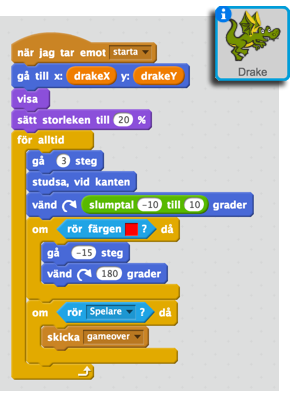 när jag tar emot starta
gå till x: drakeX y: drakeY
visa
sätt storleken till 20 %
för alltid
gå 3 steg
studsa, vid kanten
vänd slumptal -10 till 10 grader
om rör färgen ? då
gå -15 steg
vänd 180 grader
om rör Spelare ? då
skicka gameover
i
Drake